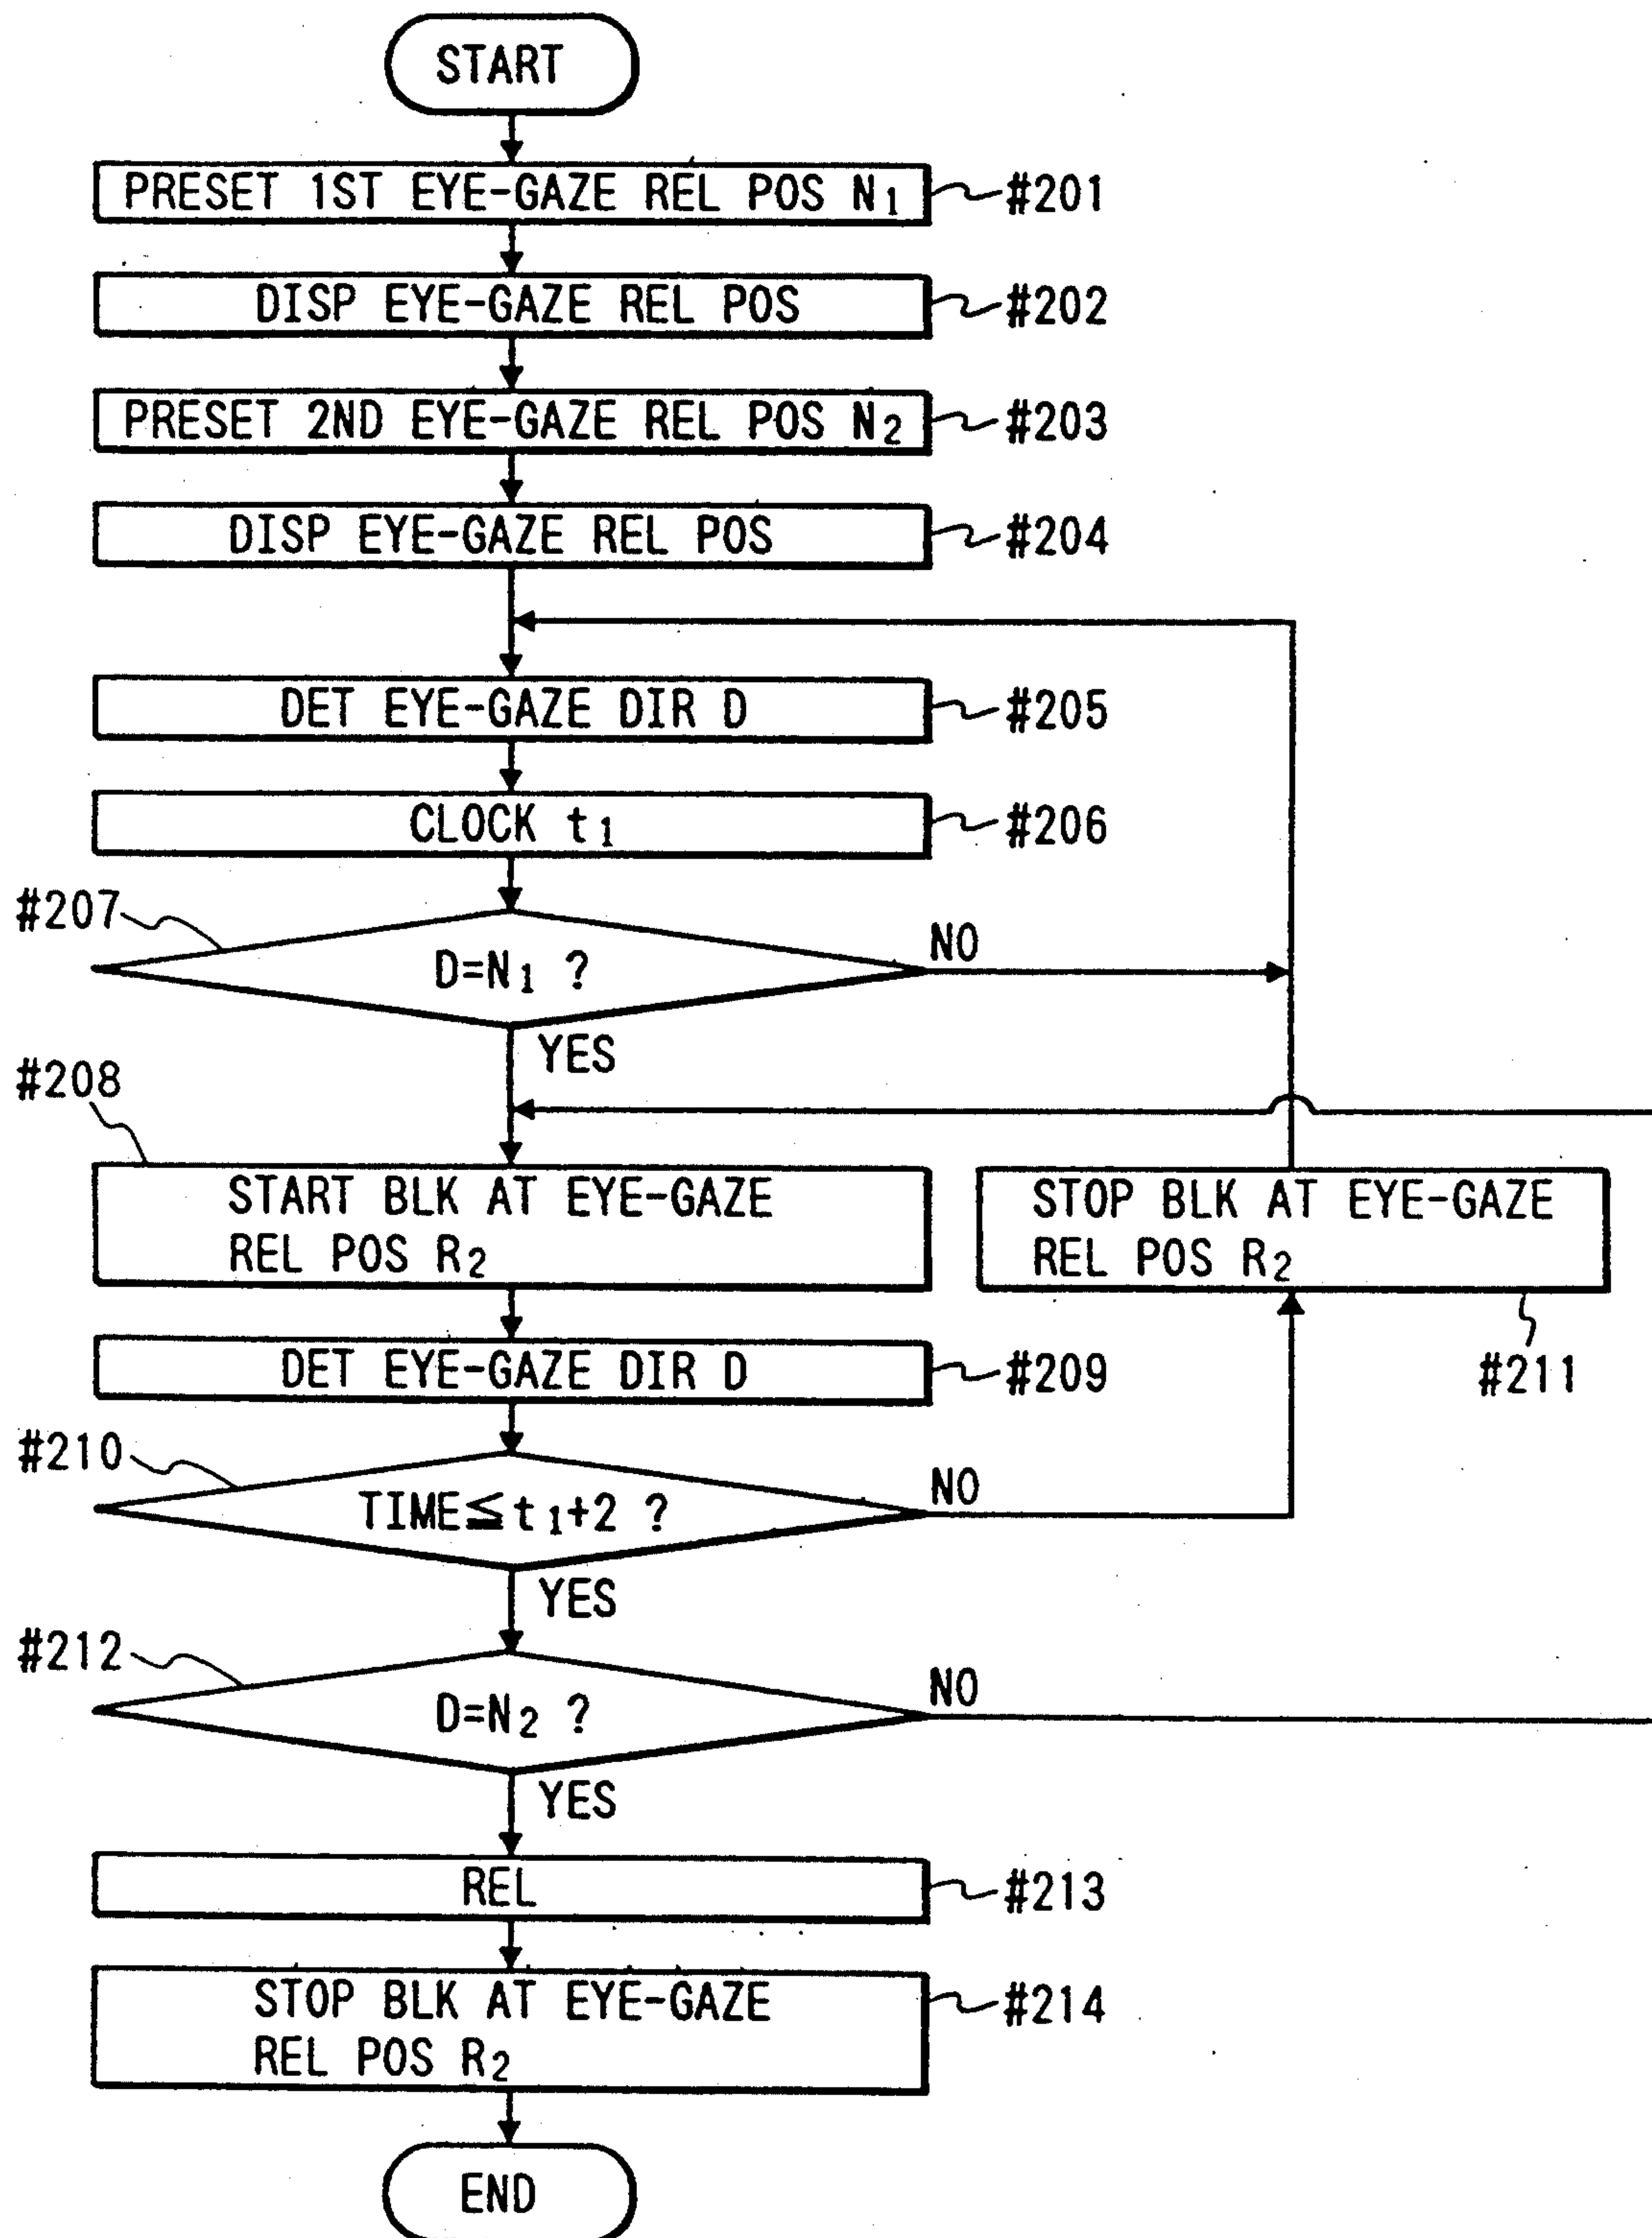 START
PRESET 1ST EYE-GAZE REL POS N1
#201
DISP EYE-GAZE REL POS
#202
PRESET 2ND EYE-GAZE REL POS N2
#203
DISP EYE-GAZE REL POS
#204
DET EYE-GAZE DIR D
#205
CLOCK t1
#206
#207
D=N1 ?
NO
YES
#208
START BLK AT EYE-GAZE
REL POS R2
STOP BLK AT EYE-GAZE
REL POS R2
#211
DET EYE-GAZE DIR D
#209
#210
TIME≦t1+2 ?
NO
YES
#212
D=N2 ?
NO
YES
REL
#213
STOP BLK AT EYE-GAZE
REL POS R2
#214
END